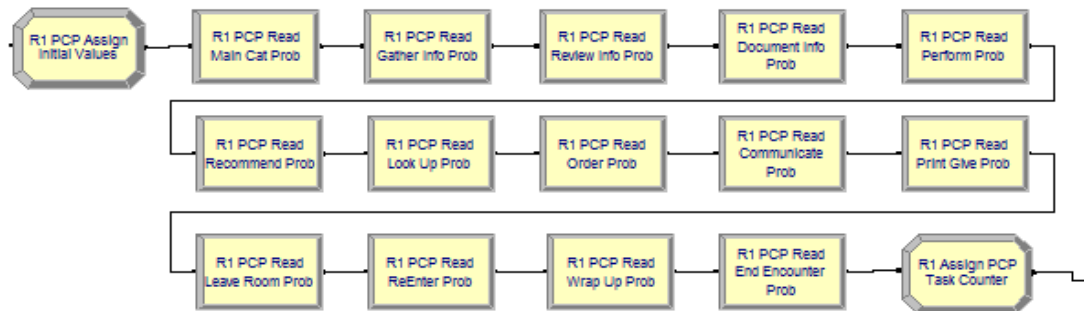 R1 PCP Assign
Initial Values
R1 PCP Read
Main Cat Prob
R1 PCP Read
Gather Info Prob
R1 PCP Read
Review Info Prob
R1 PCP Read
Document Info
Prob
R1 PCP Read
Perform Prob
R1 PCP Read
Recommend Prob
R1 PCP Read
Look Up Prob
R1 PCP Read
Order Prob
R1 PCP Read
Communicate
Prob
R1 PCP Read
Print Give Prob
R1 PCP Read
Leave Room Prob
R1 PCP Read
ReEnter Prob
R1 PCP Read
Wrap Up Prob
R1 PCP Read
End Encounter
Prob
R1 Assign PCP
Task Counter